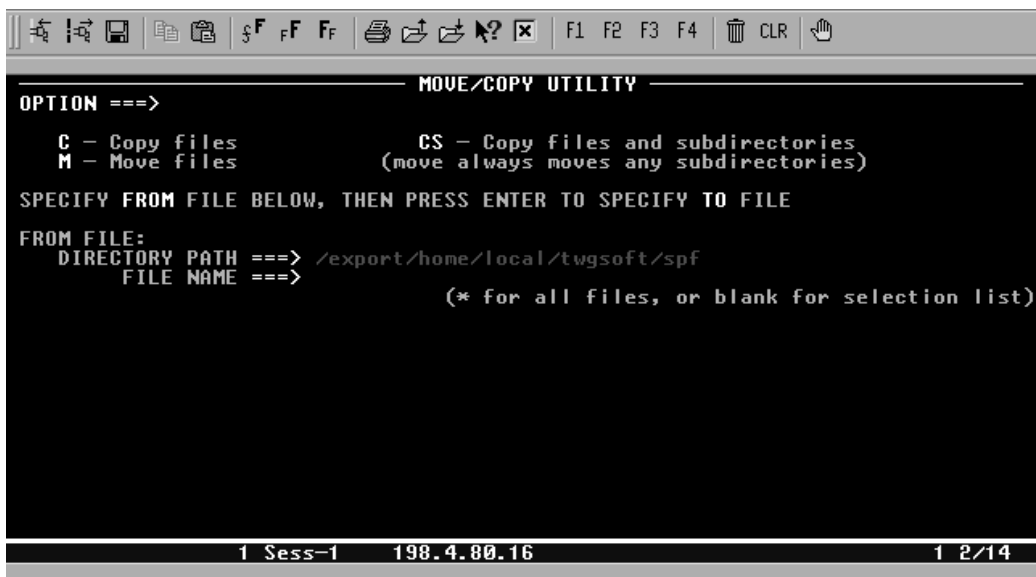 F F F F1 F2 F3 F4 CLR
MOVE/COPY UTILITY
OPTION ===>
C - Copy files CS - Copy files and subdirectories
M - Move files (move always moves any subdirectories)
SPECIFY FROM FILE BELOW, THEN PRESS ENTER TO SPECIFY TO FILE
FROM FILE:
DIRECTORY PATH ===> /export/home/local/twgsoft/spf
FILE NAME ===>
(* for all files, or blank for selection list)
1 Sess-1 198.4.80.16 1 2/14